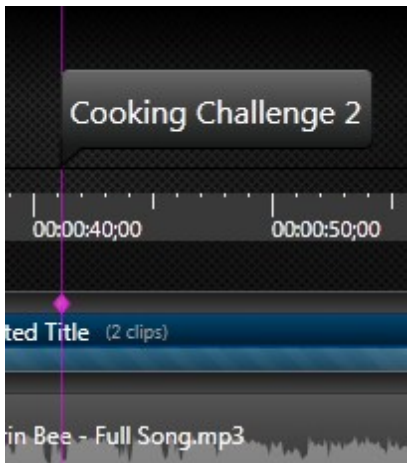 Cooking Challenge 2
00:00:40;00 00:00:50;00
ted Title (2 clips)
rin Bee - Full Song.mp3